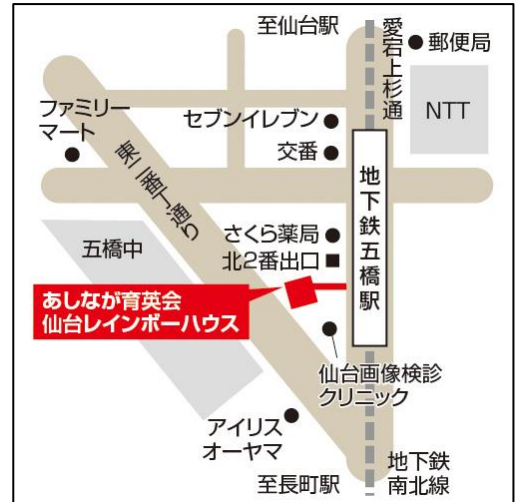 至仙台駅
愛宕上杉通
郵便局
NTT
ファミリー
マート
セブンイレブン
交番
東二番丁通り
地下鉄五橋駅
さくら薬局
北2番出口
五橋中
あしなが育英会
仙台レインボーハウス
仙台画像検診
クリニック
アイリス
オーヤマ
至長町駅
地下鉄
南北線